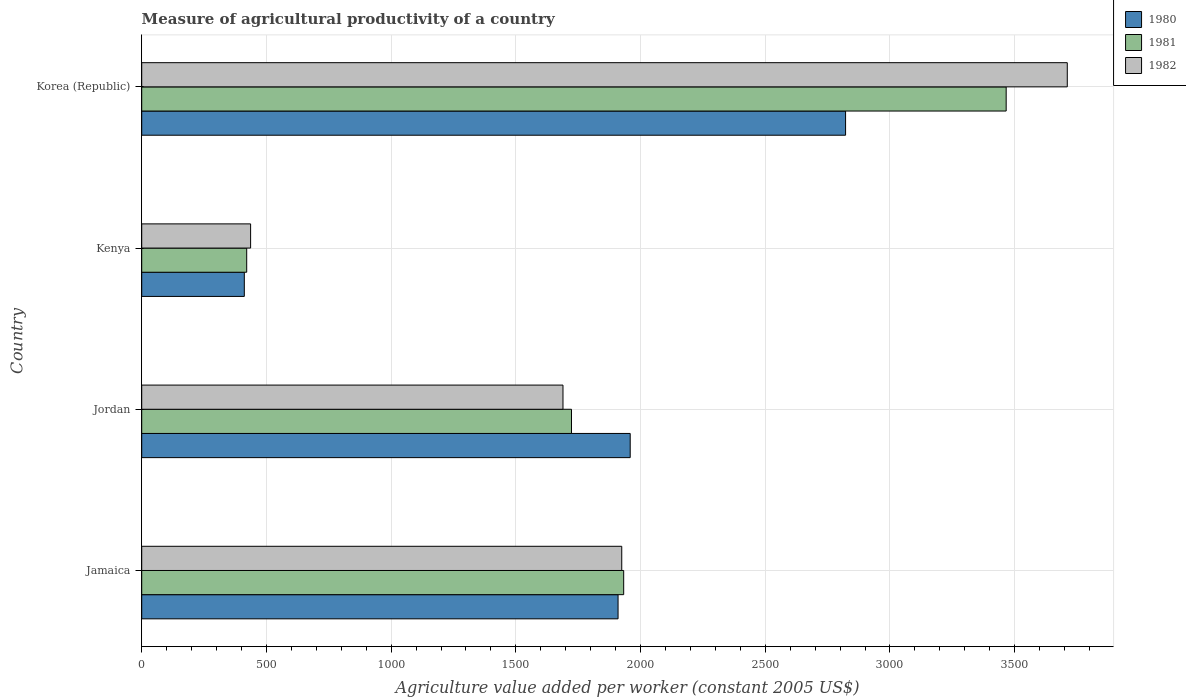 Measure of agricultural productivity of a country
1980
1981
1982
Country
Korea (Republic)
Kenya
Jordan
Jamaica
0
500
1000
1500
2000
2500
3000
3500
Agriculture value added per worker (constant 2005 US$)